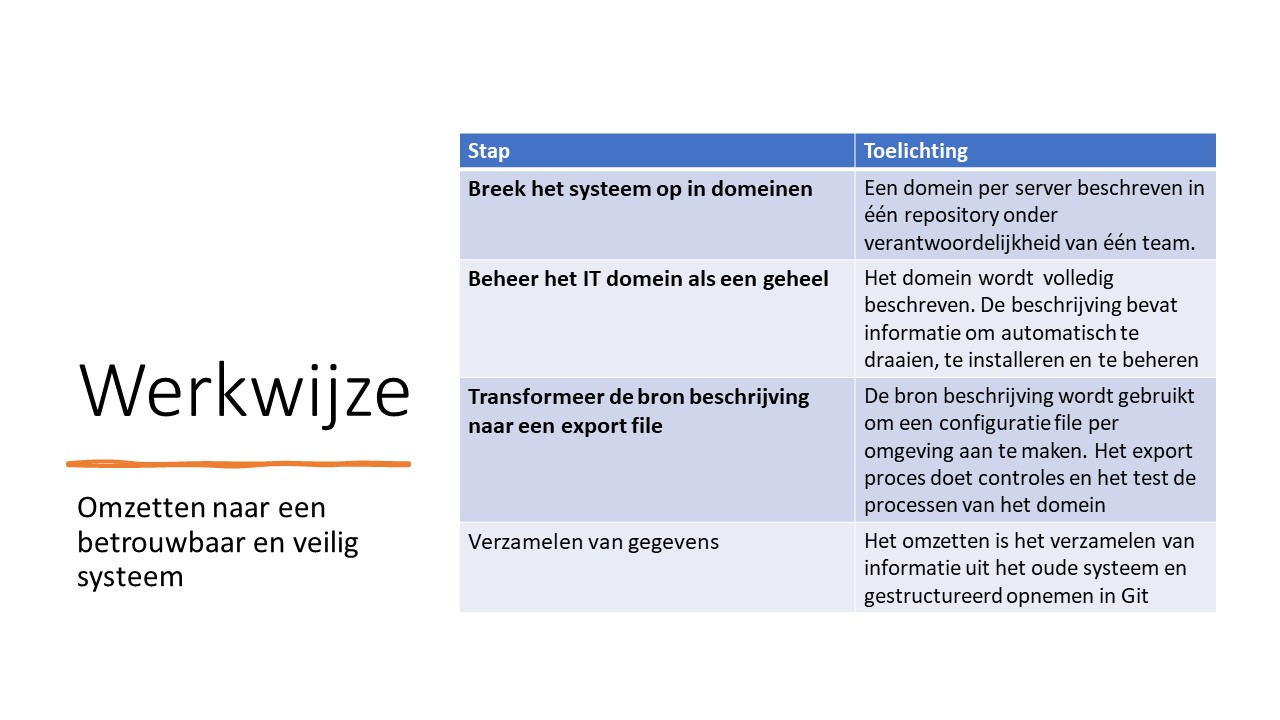 Werkwijze
Omzetten naar een
betrouwbaar en veilig
systeem
Stap
Toelichting
Breek het systeem op in domeinen
Een domein per server beschreven in
één repository onder
verantwoordelijkheid van één team.
Beheer het IT domein als een geheel
Het domein wordt  volledig
beschreven. De beschrijving bevat
informatie om automatisch te
draaien, te installeren en te beheren
Transformeer de bron beschrijving
naar een export file
De bron beschrijving wordt gebruikt
om een configuratie file per
omgeving aan te maken. Het export
proces doet controles en het test de
processen van het domein
Verzamelen van gegevens
Het omzetten is het verzamelen van
informatie uit het oude systeem en
gestructureerd opnemen in Git